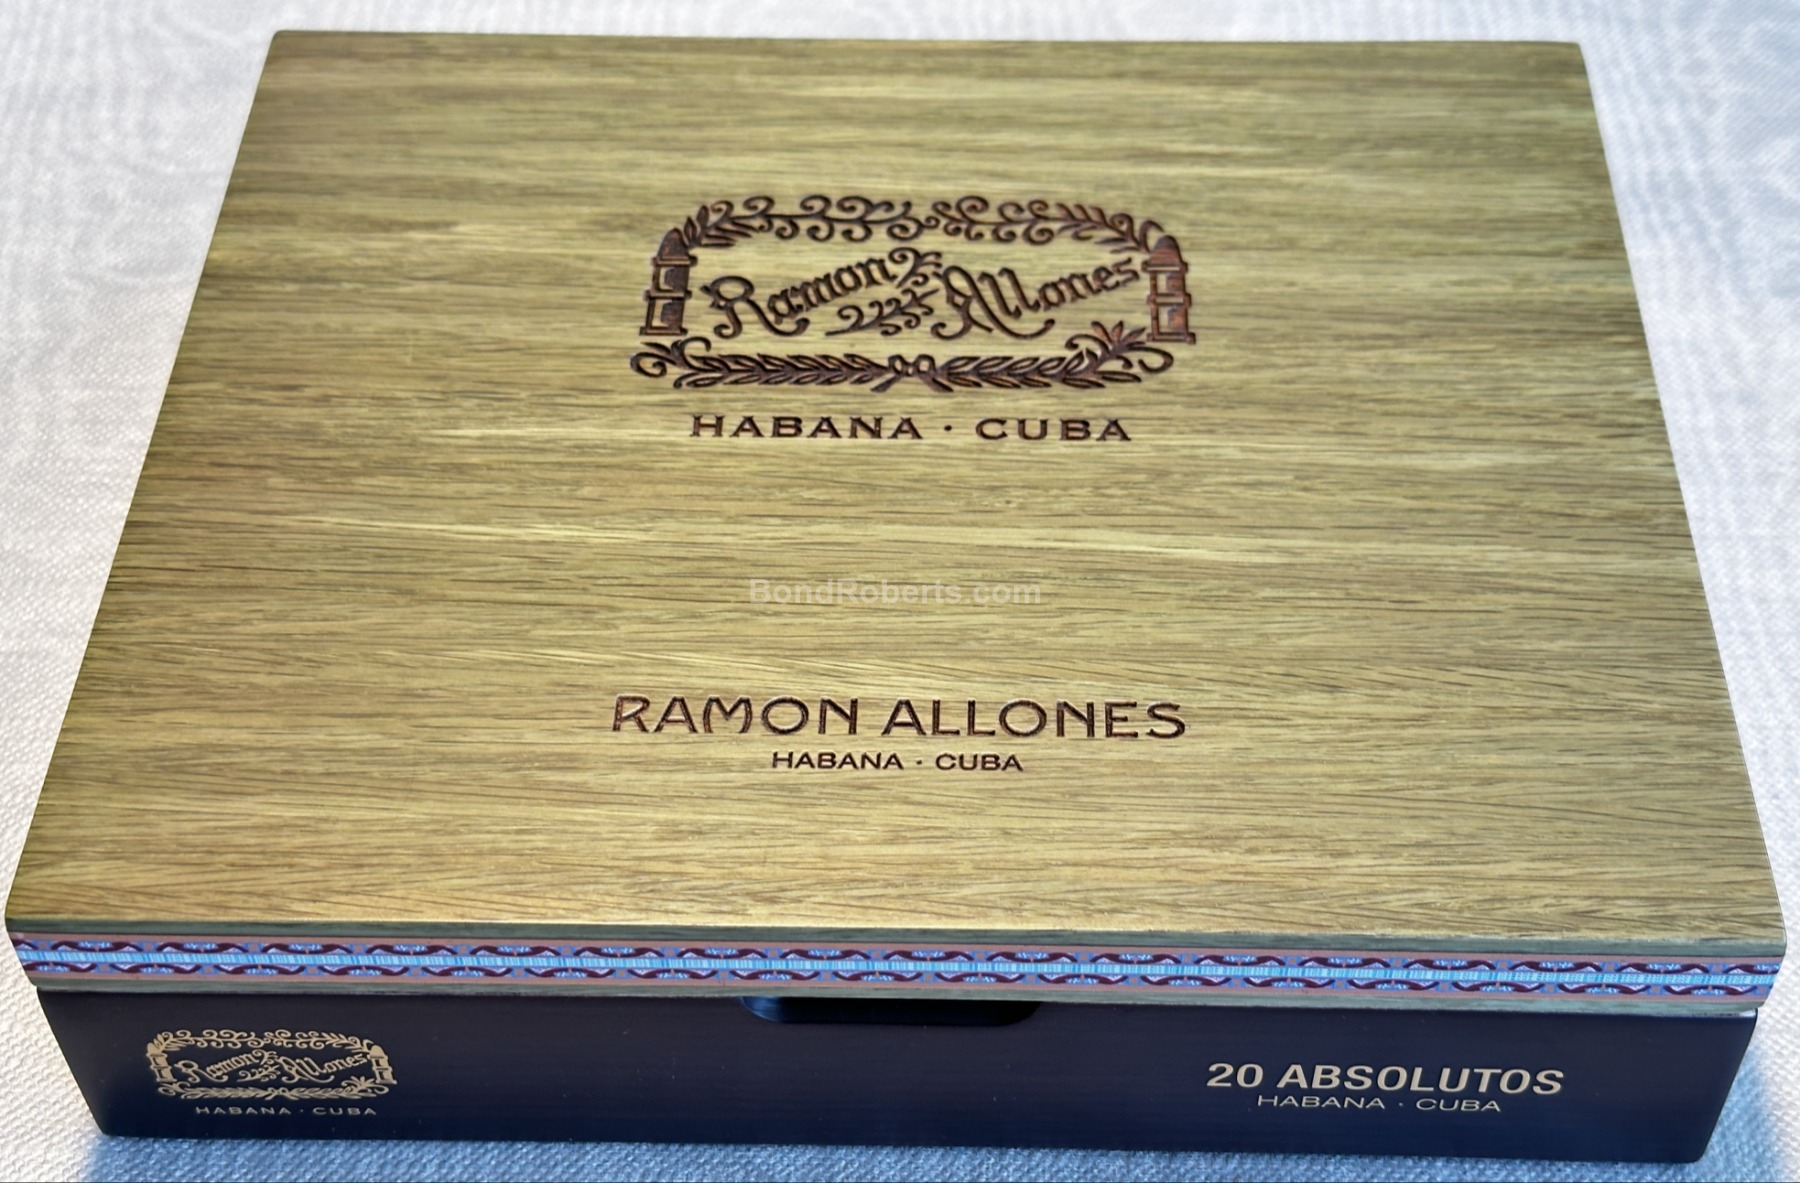 Ramon Allones
HABANA · CUBA
BondRoberts.com
RAMON ALLONES
HABANA · CUBA
Ramon Allones
HABANA · CUBA
20 ABSOLUTOS
HABANA · CUBA